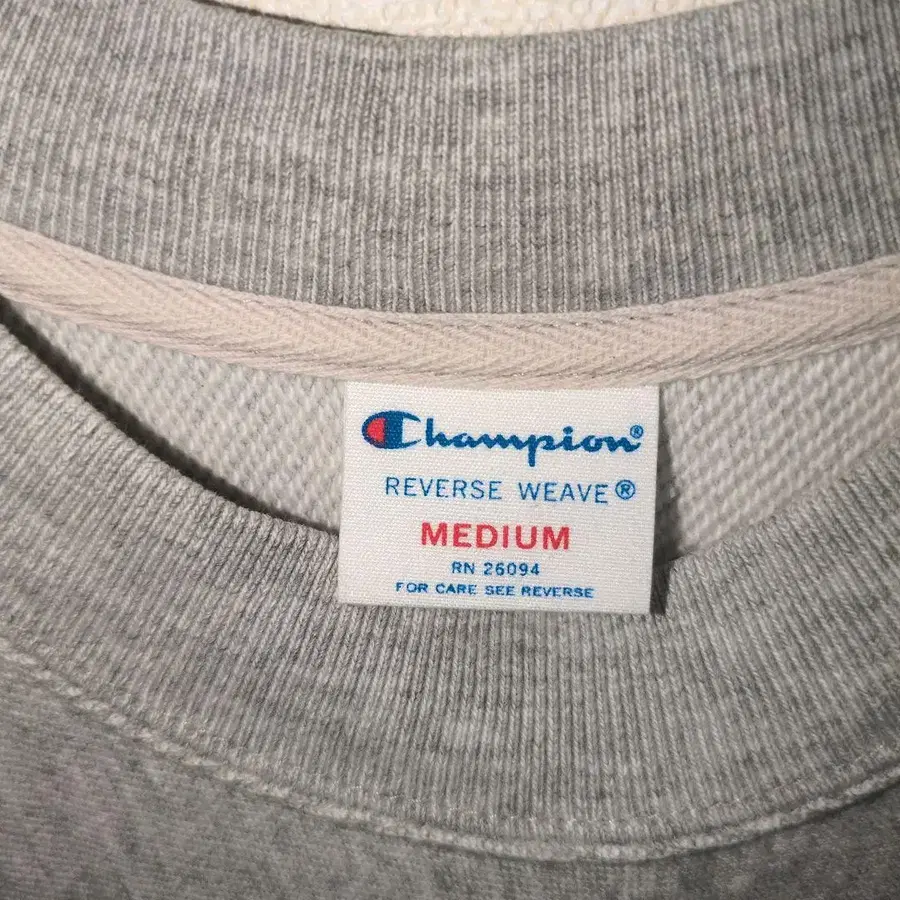 Champion®
REVERSE WEAVE®
MEDIUM
RN 26094
FOR CARE SEE REVERSE